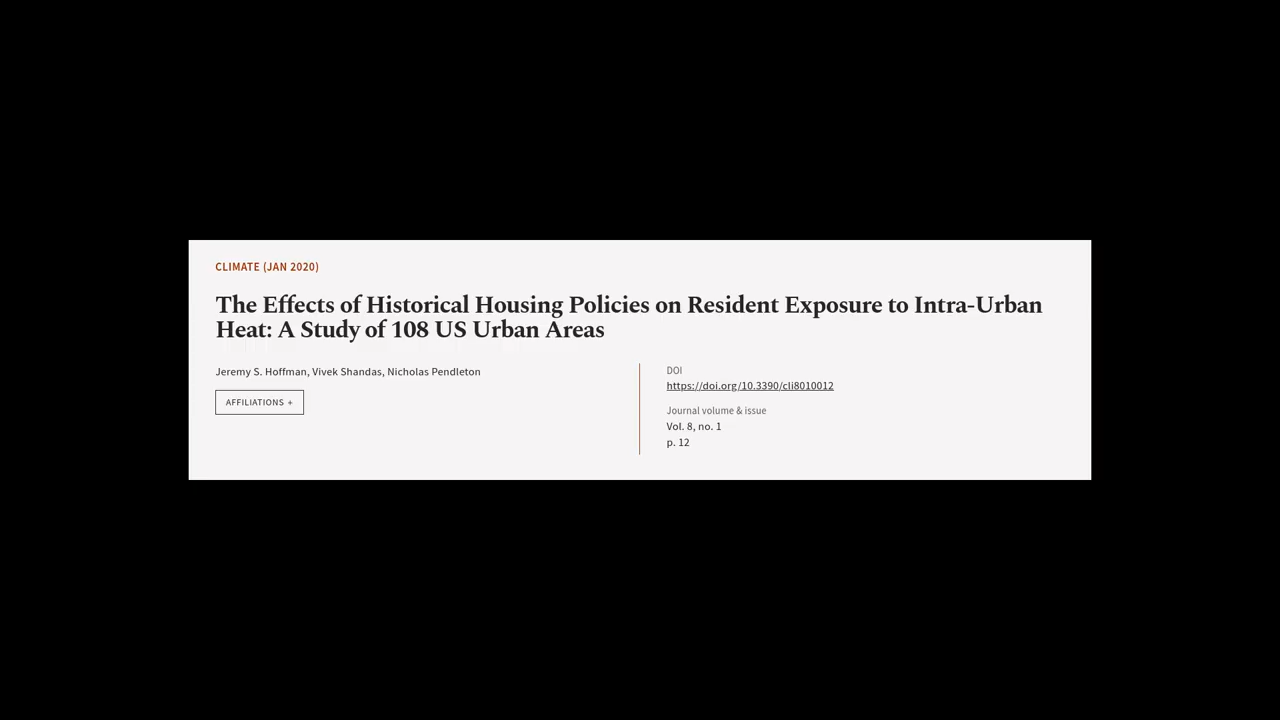 CLIMATE (JAN 2020)
The Effects of Historical Housing Policies on Resident Exposure to Intra-Urban
Heat: A Study of 108 US Urban Areas
Jeremy S. Hoffman, Vivek Shandas, Nicholas Pendleton
AFFILIATIONS +
DOI
https://doi.org/10.3390/cli8010012
Journal volume & issue
Vol. 8, no. 1
p. 12